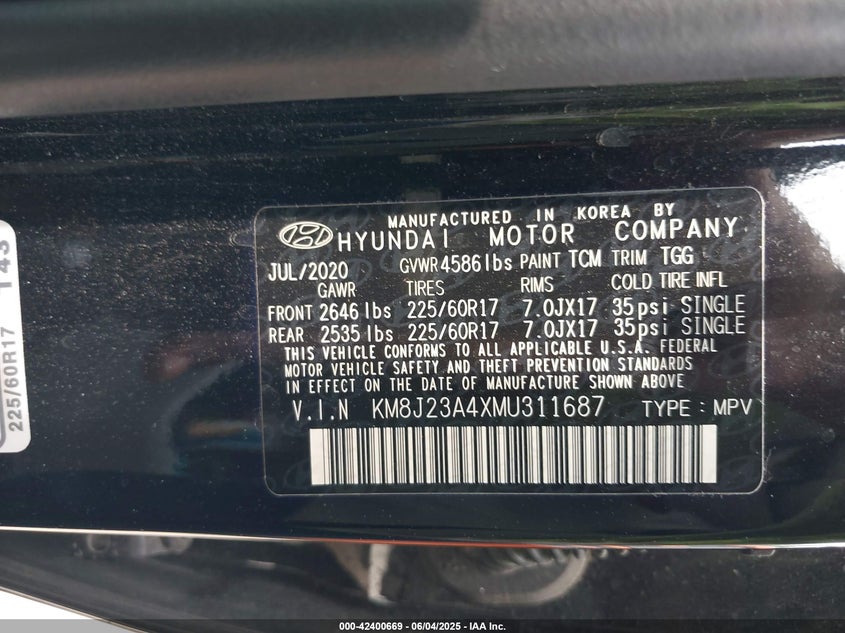 MANUFACTURED IN KOREA BY
HYUNDAI MOTOR COMPANY
JUL/2020 GVWR 4586 lbs PAINT TCM TRIM TGG
GAWR TIRES RIMS COLD TIRE INFL
FRONT 2646 lbs 225/60R17 7.0JX17 35psi SINGLE
REAR 2535 lbs 225/60R17 7.0JX17 35psi SINGLE
THIS VEHICLE CONFORMS TO ALL APPLICABLE U.S.A. FEDERAL
MOTOR VEHICLE SAFETY AND THEFT PREVENTION STANDARDS
IN EFFECT ON THE DATE OF MANUFACTURE SHOWN ABOVE
V.I.N KM8J23A4XMU311687 TYPE : MPV
225/60R17 143
000-42400669 - 06/04/2025 - IAA Inc.